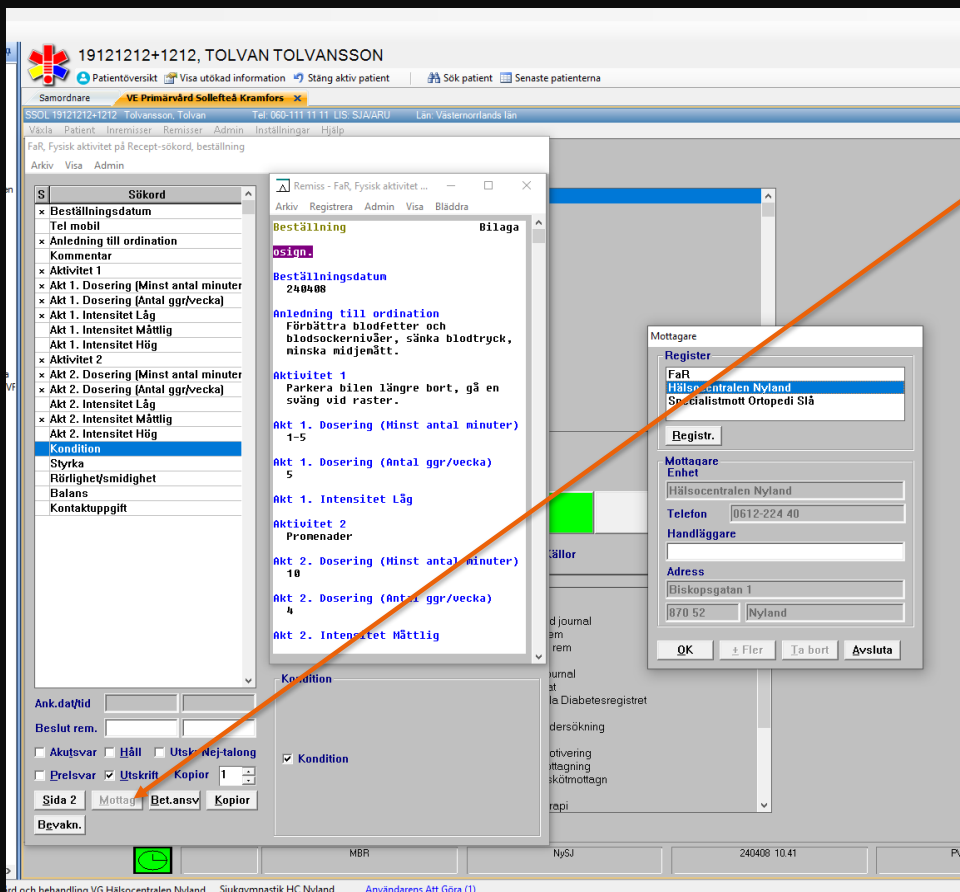 19121212+1212, TOLVAN TOLVANSSON
Patientöversikt Visa utökad information Stäng aktiv patient Sök patient Senaste patienterna
Samordnare VE Primärvård Sollefteå Kramfors x
SSOL 19121212+1212 Tolvansson, Tolvan Tel: 060-111 11 11 LIS: SJA/ARU Län: Västernorrlands län
Växla Patient Inremisser Remisser Admin Inställningar Hjälp
FaR, Fysisk aktivitet på Recept-sökord, beställning
Arkiv Visa Admin
S Sökord
× Beställningsdatum
Tel mobil
× Anledning till ordination
Kommentar
× Aktivitet 1
× Akt 1. Dosering (Minst antal minuter
× Akt 1. Dosering (Antal ggr/vecka)
× Akt 1. Intensitet Låg
Akt 1. Intensitet Måttlig
Akt 1. Intensitet Hög
× Aktivitet 2
× Akt 2. Dosering (Minst antal minuter
× Akt 2. Dosering (Antal ggr/vecka)
Akt 2. Intensitet Låg
× Akt 2. Intensitet Måttlig
Akt 2. Intensitet Hög
Kondition
Styrka
Rörlighet/smidighet
Balans
Kontaktuppgift
Ank.dat/tid
Beslut rem.
Akutsvar Håll Utskr Nej-talong
Prelsvar Utskrift Kopior 1
Sida 2 Mottag Bet.ansv Kopior
Bevakn.
Remiss - FaR, Fysisk aktivitet ...
Arkiv Registrera Admin Visa Bläddra
Beställning Bilaga
osign.
Beställningsdatum
240408
Anledning till ordination
Förbättra blodfetter och
blodsockernivåer, sänka blodtryck,
minska midjemått.
Aktivitet 1
Parkera bilen längre bort, gå en
sväng vid raster.
Akt 1. Dosering (Minst antal minuter)
1-5
Akt 1. Dosering (Antal ggr/vecka)
5
Akt 1. Intensitet Låg
Aktivitet 2
Promenader
Akt 2. Dosering (Minst antal minuter)
10
Akt 2. Dosering (Antal ggr/vecka)
4
Akt 2. Intensitet Måttlig
Kondition
Kondition
Källor
d journal
em
rem
ournal
at
la Diabetesregistret
dersökning
otivering
ottagning
skötmottagn
rapi
Mottagare
Register
FaR
Hälsocentralen Nyland
Specialistmott Ortopedi Slå
Registr.
Mottagare
Enhet
Hälsocentralen Nyland
Telefon 0612-224 40
Handläggare
Adress
Biskopsgatan 1
870 52 Nyland
OK + Fler Ta bort Avsluta
MBR NySJ 240408 10.41 PV
rd och behandling VG Hälsocentralen Nyland Sjukgymnastik HC Nyland Användarens Att Göra (1)